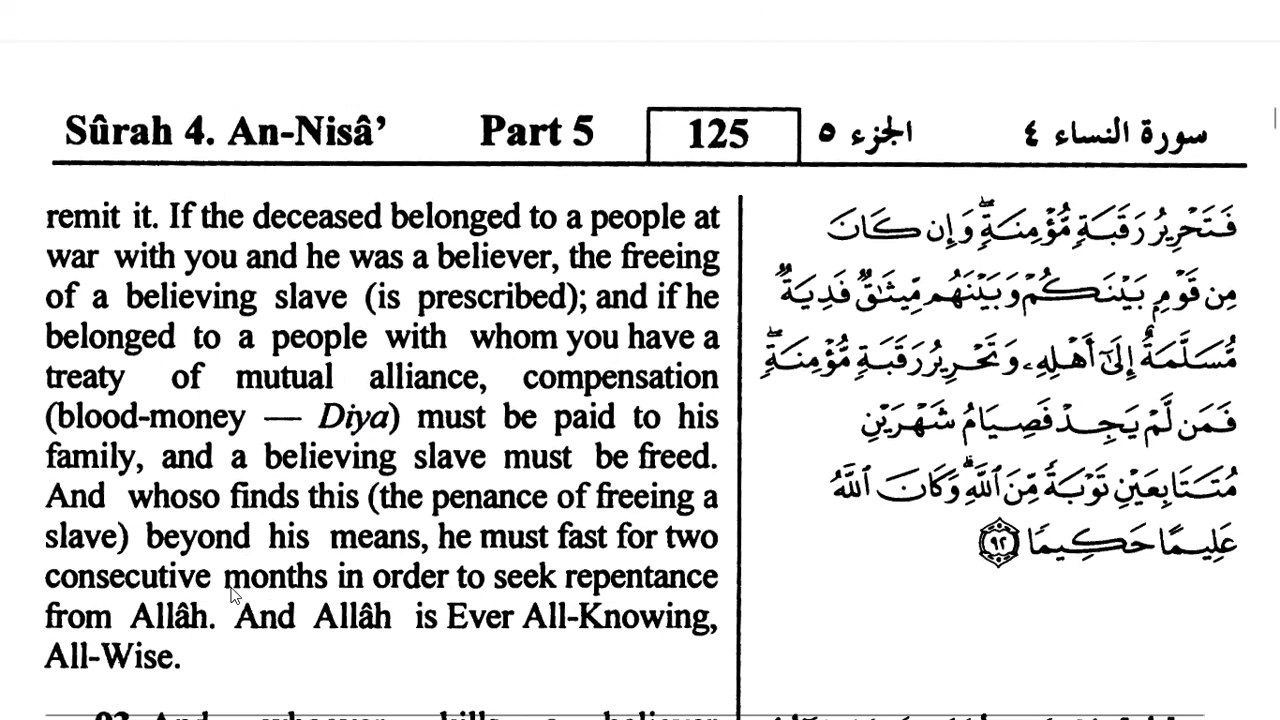 Sûrah 4. An-Nisâ’ Part 5 125 الجزء ٥ سورة النساء ٤
remit it. If the deceased belonged to a people at
war with you and he was a believer, the freeing
of a believing slave (is prescribed); and if he
belonged to a people with whom you have a
treaty of mutual alliance, compensation
(blood-money — Diya) must be paid to his
family, and a believing slave must be freed.
And whoso finds this (the penance of freeing a
slave) beyond his means, he must fast for two
consecutive months in order to seek repentance
from Allâh. And Allâh is Ever All-Knowing,
All-Wise.
93. And whoever kills a believer
فَتَحْرِيرُ رَقَبَةٍ مُّؤْمِنَةٍۖ وَإِن كَانَ
مِن قَوْمٍ بَيْنَكُمْ وَبَيْنَهُم مِّيثَٰقٌ فَدِيَةٌ
مُّسَلَّمَةٌ إِلَىٰٓ أَهْلِهِۦ وَتَحْرِيرُ رَقَبَةٍ مُّؤْمِنَةٍۖ
فَمَن لَّمْ يَجِدْ فَصِيَامُ شَهْرَيْنِ
مُتَتَابِعَيْنِ تَوْبَةً مِّنَ ٱللَّهِۗ وَكَانَ ٱللَّهُ
عَلِيمًا حَكِيمًا ٩٢